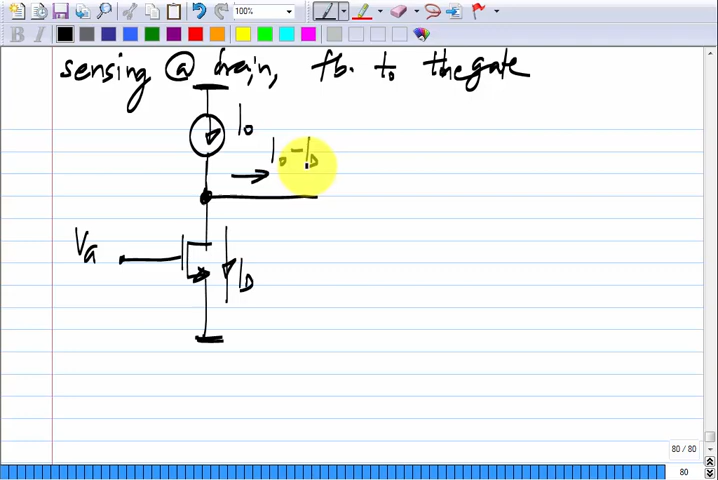 100%
B I
sensing @ drain, fb. to the gate
I0
I0 - ID
VG
ID
80 / 80
80